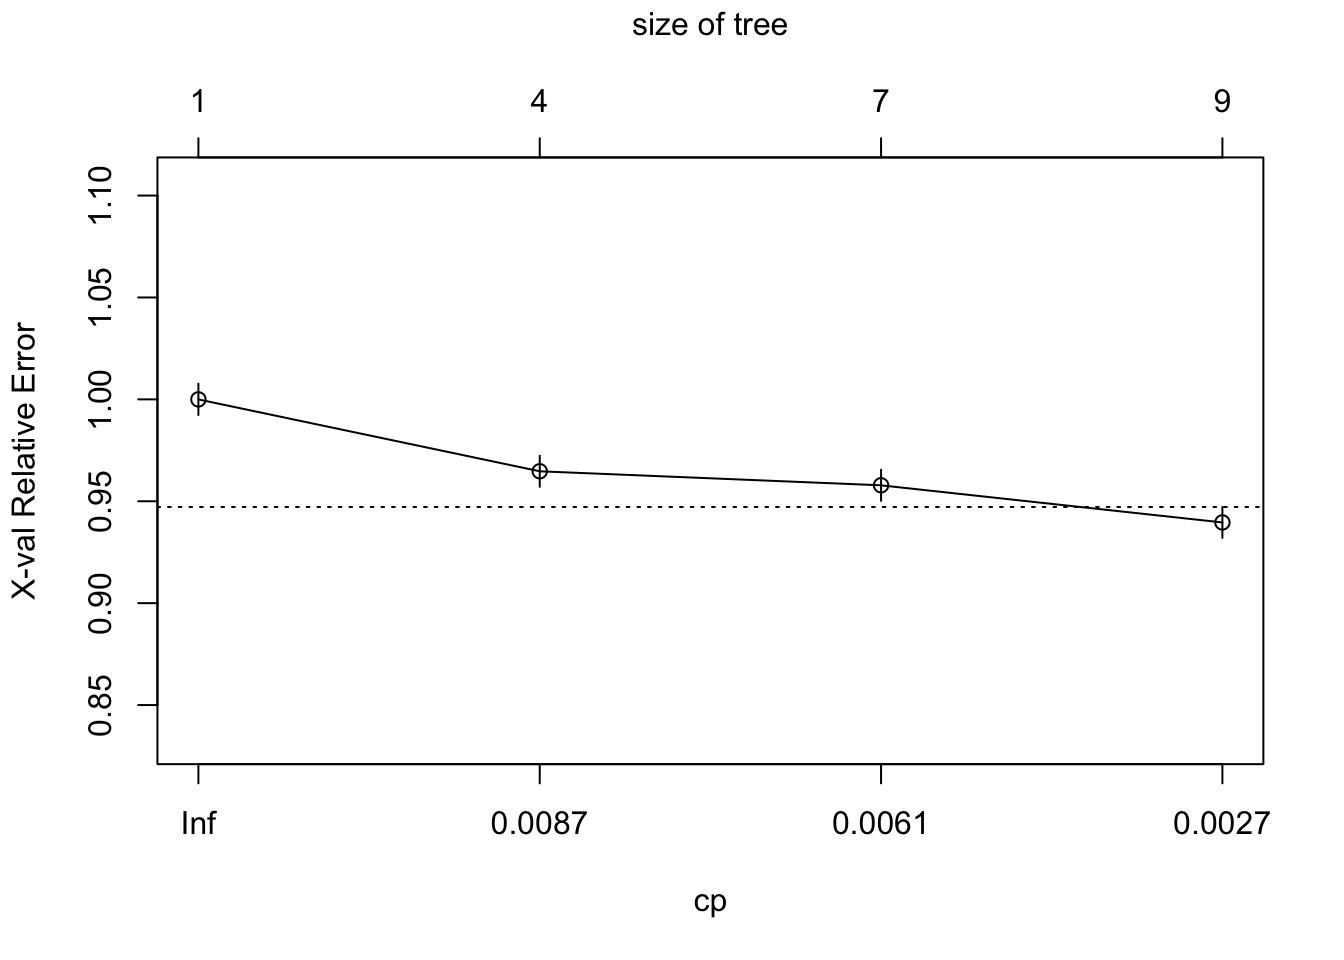 size of tree
1 4 7 9
X-val Relative Error
1.10
1.05
1.00
0.95
0.90
0.85
Inf 0.0087 0.0061 0.0027
cp